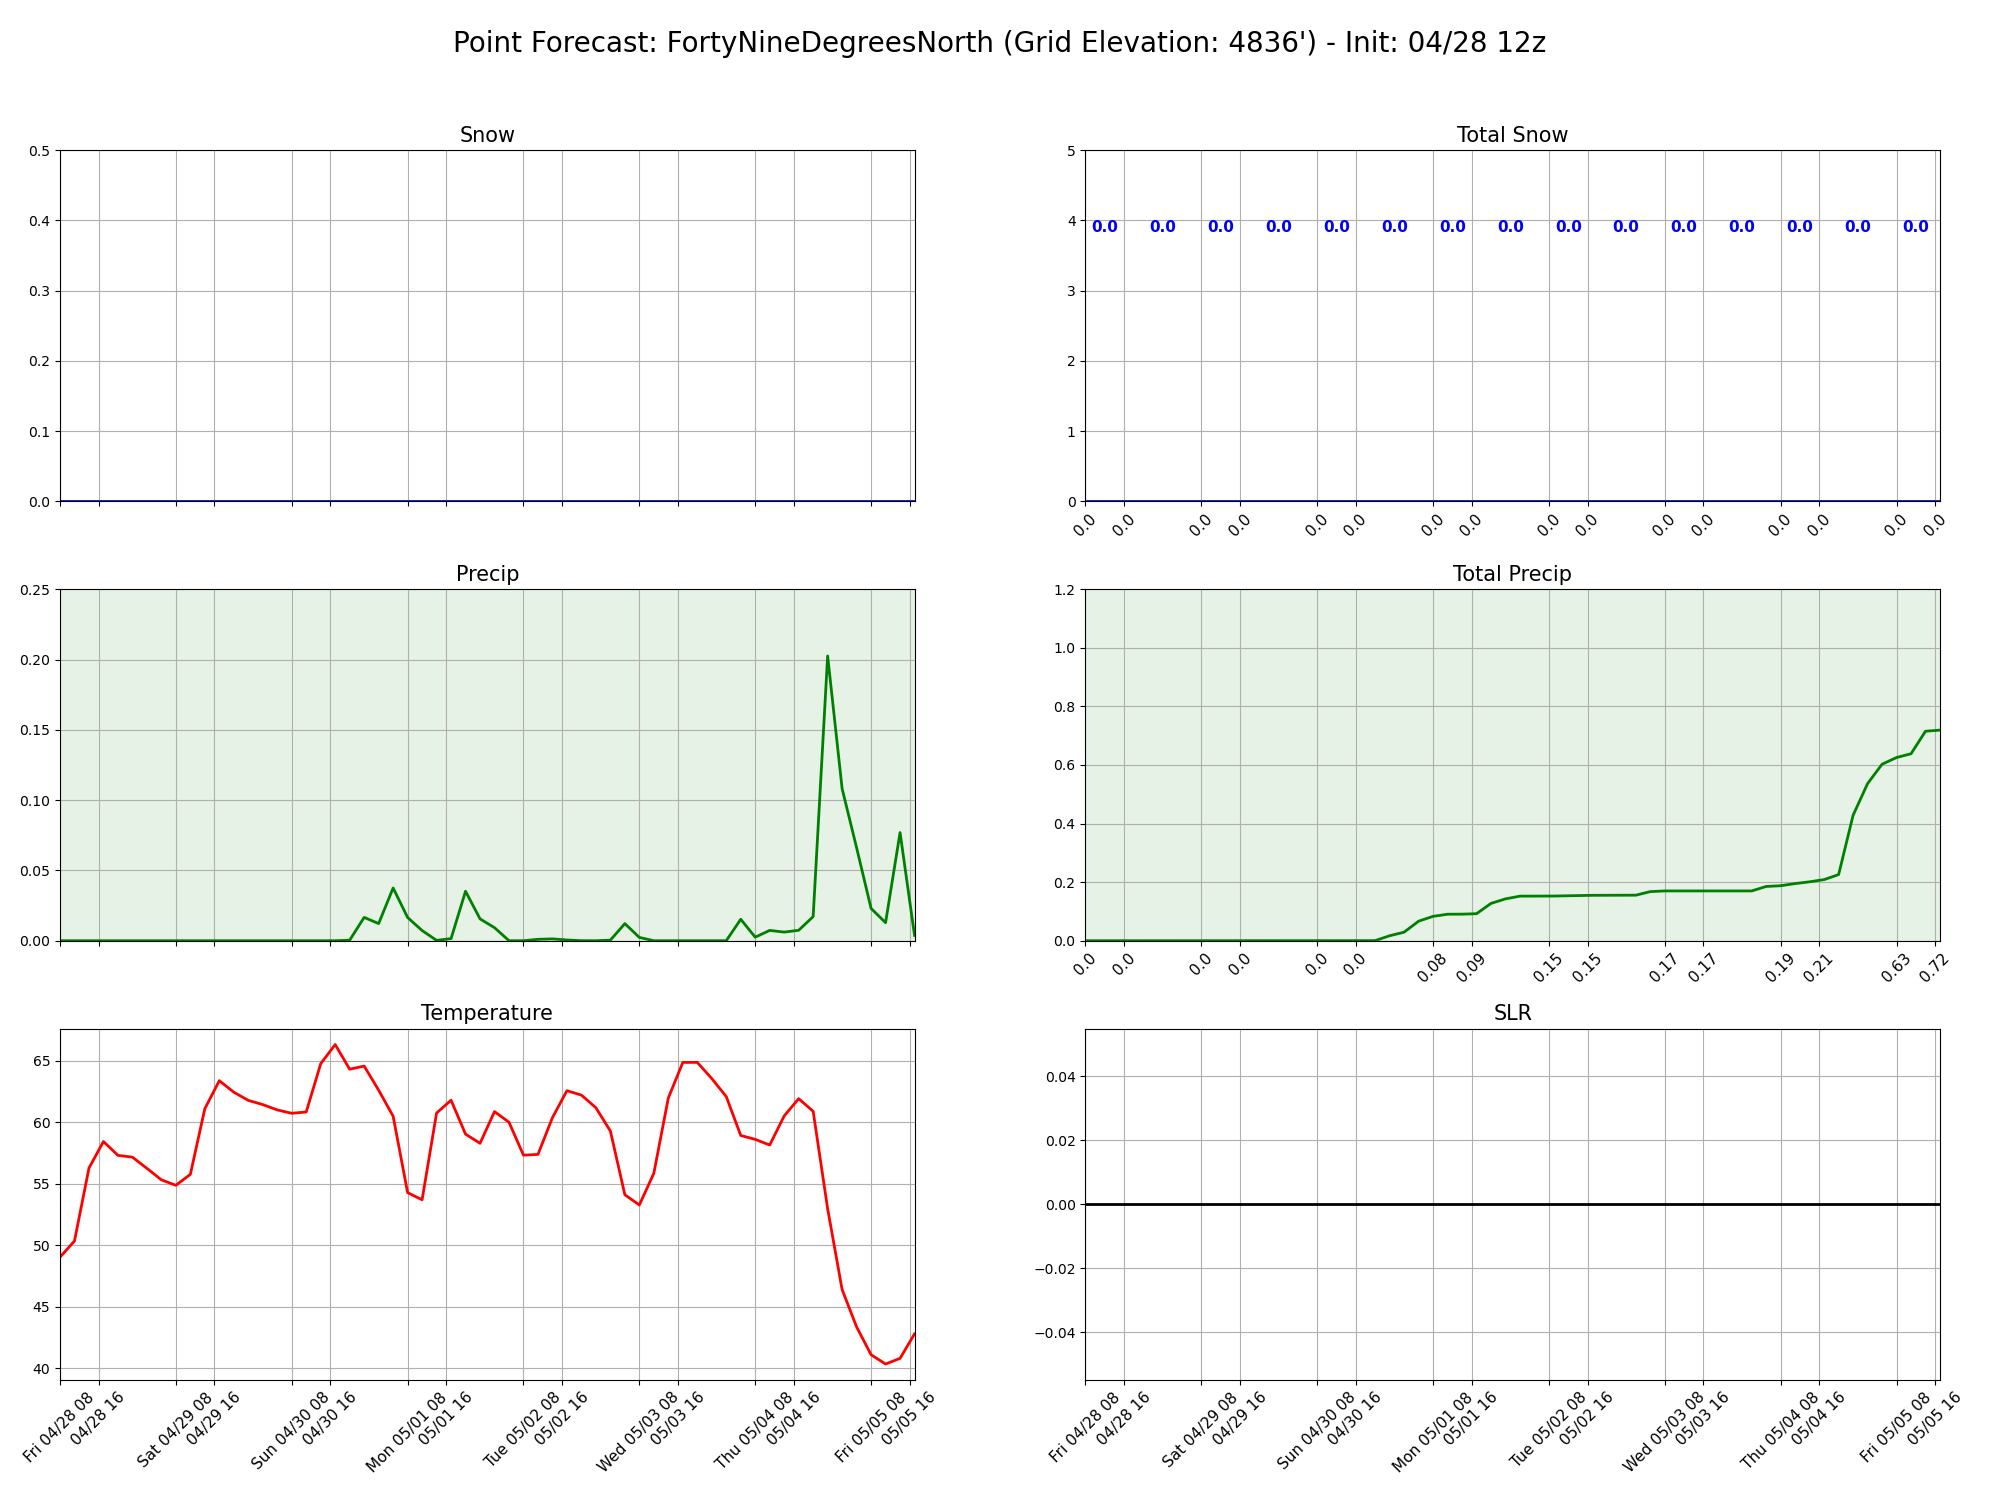 Point Forecast: FortyNineDegreesNorth (Grid Elevation: 4836') - Init: 04/28 12z
Snow
0.5
0.4
0.3
0.2
0.1
0.0
Total Snow
5
4
3
2
1
0
0.0 0.0 0.0 0.0 0.0 0.0 0.0 0.0 0.0 0.0 0.0 0.0 0.0 0.0 0.0
0.0 0.0 0.0 0.0 0.0 0.0 0.0 0.0 0.0 0.0 0.0 0.0 0.0 0.0 0.0 0.0
Precip
0.25
0.20
0.15
0.10
0.05
0.00
Total Precip
1.2
1.0
0.8
0.6
0.4
0.2
0.0
0.0 0.0 0.0 0.0 0.0 0.0 0.08 0.09 0.15 0.15 0.17 0.17 0.19 0.21 0.63 0.72
Temperature
65
60
55
50
45
40
Fri 04/28 08
04/28 16
Sat 04/29 08
04/29 16
Sun 04/30 08
04/30 16
Mon 05/01 08
05/01 16
Tue 05/02 08
05/02 16
Wed 05/03 08
05/03 16
Thu 05/04 08
05/04 16
Fri 05/05 08
05/05 16
SLR
0.04
0.02
0.00
−0.02
−0.04
Fri 04/28 08
04/28 16
Sat 04/29 08
04/29 16
Sun 04/30 08
04/30 16
Mon 05/01 08
05/01 16
Tue 05/02 08
05/02 16
Wed 05/03 08
05/03 16
Thu 05/04 08
05/04 16
Fri 05/05 08
05/05 16